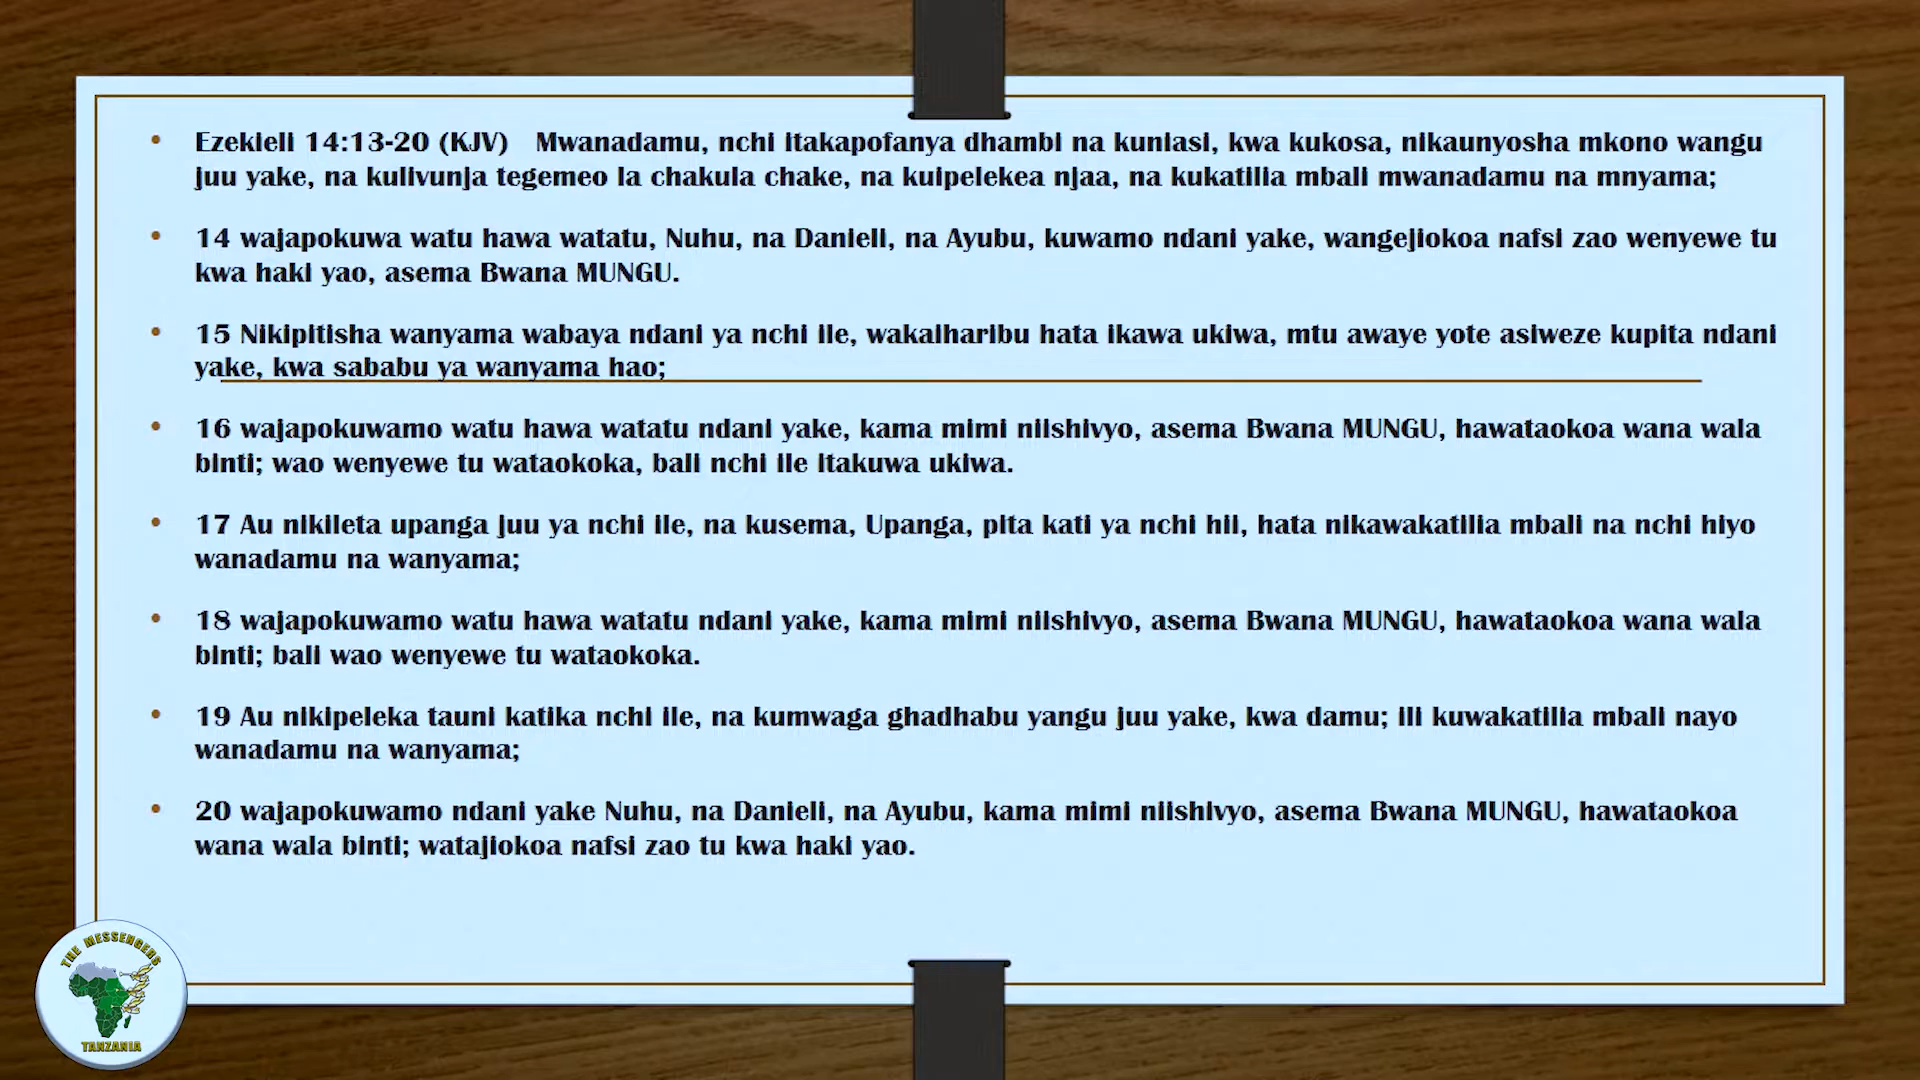 • Ezekieli 14:13-20 (KJV) Mwanadamu, nchi itakapofanya dhambi na kuniasi, kwa kukosa, nikaunyosha mkono wangu
juu yake, na kulivunja tegemeo la chakula chake, na kuipelekea njaa, na kukatilia mbali mwanadamu na mnyama;
• 14 wajapokuwa watu hawa watatu, Nuhu, na Danieli, na Ayubu, kuwamo ndani yake, wangejiokoa nafsi zao wenyewe tu
kwa haki yao, asema Bwana MUNGU.
• 15 Nikipitisha wanyama wabaya ndani ya nchi ile, wakaiharibu hata ikawa ukiwa, mtu awaye yote asiweze kupita ndani
yake, kwa sababu ya wanyama hao;
• 16 wajapokuwamo watu hawa watatu ndani yake, kama mimi niishivyo, asema Bwana MUNGU, hawataokoa wana wala
binti; wao wenyewe tu wataokoka, bali nchi ile itakuwa ukiwa.
• 17 Au nikileta upanga juu ya nchi ile, na kusema, Upanga, pita kati ya nchi hii, hata nikawakatilia mbali na nchi hiyo
wanadamu na wanyama;
• 18 wajapokuwamo watu hawa watatu ndani yake, kama mimi niishivyo, asema Bwana MUNGU, hawataokoa wana wala
binti; bali wao wenyewe tu wataokoka.
• 19 Au nikipeleka tauni katika nchi ile, na kumwaga ghadhabu yangu juu yake, kwa damu; ili kuwakatilia mbali nayo
wanadamu na wanyama;
• 20 wajapokuwamo ndani yake Nuhu, na Danieli, na Ayubu, kama mimi niishivyo, asema Bwana MUNGU, hawataokoa
wana wala binti; watajiokoa nafsi zao tu kwa haki yao.
THE MESSENGERS
TANZANIA